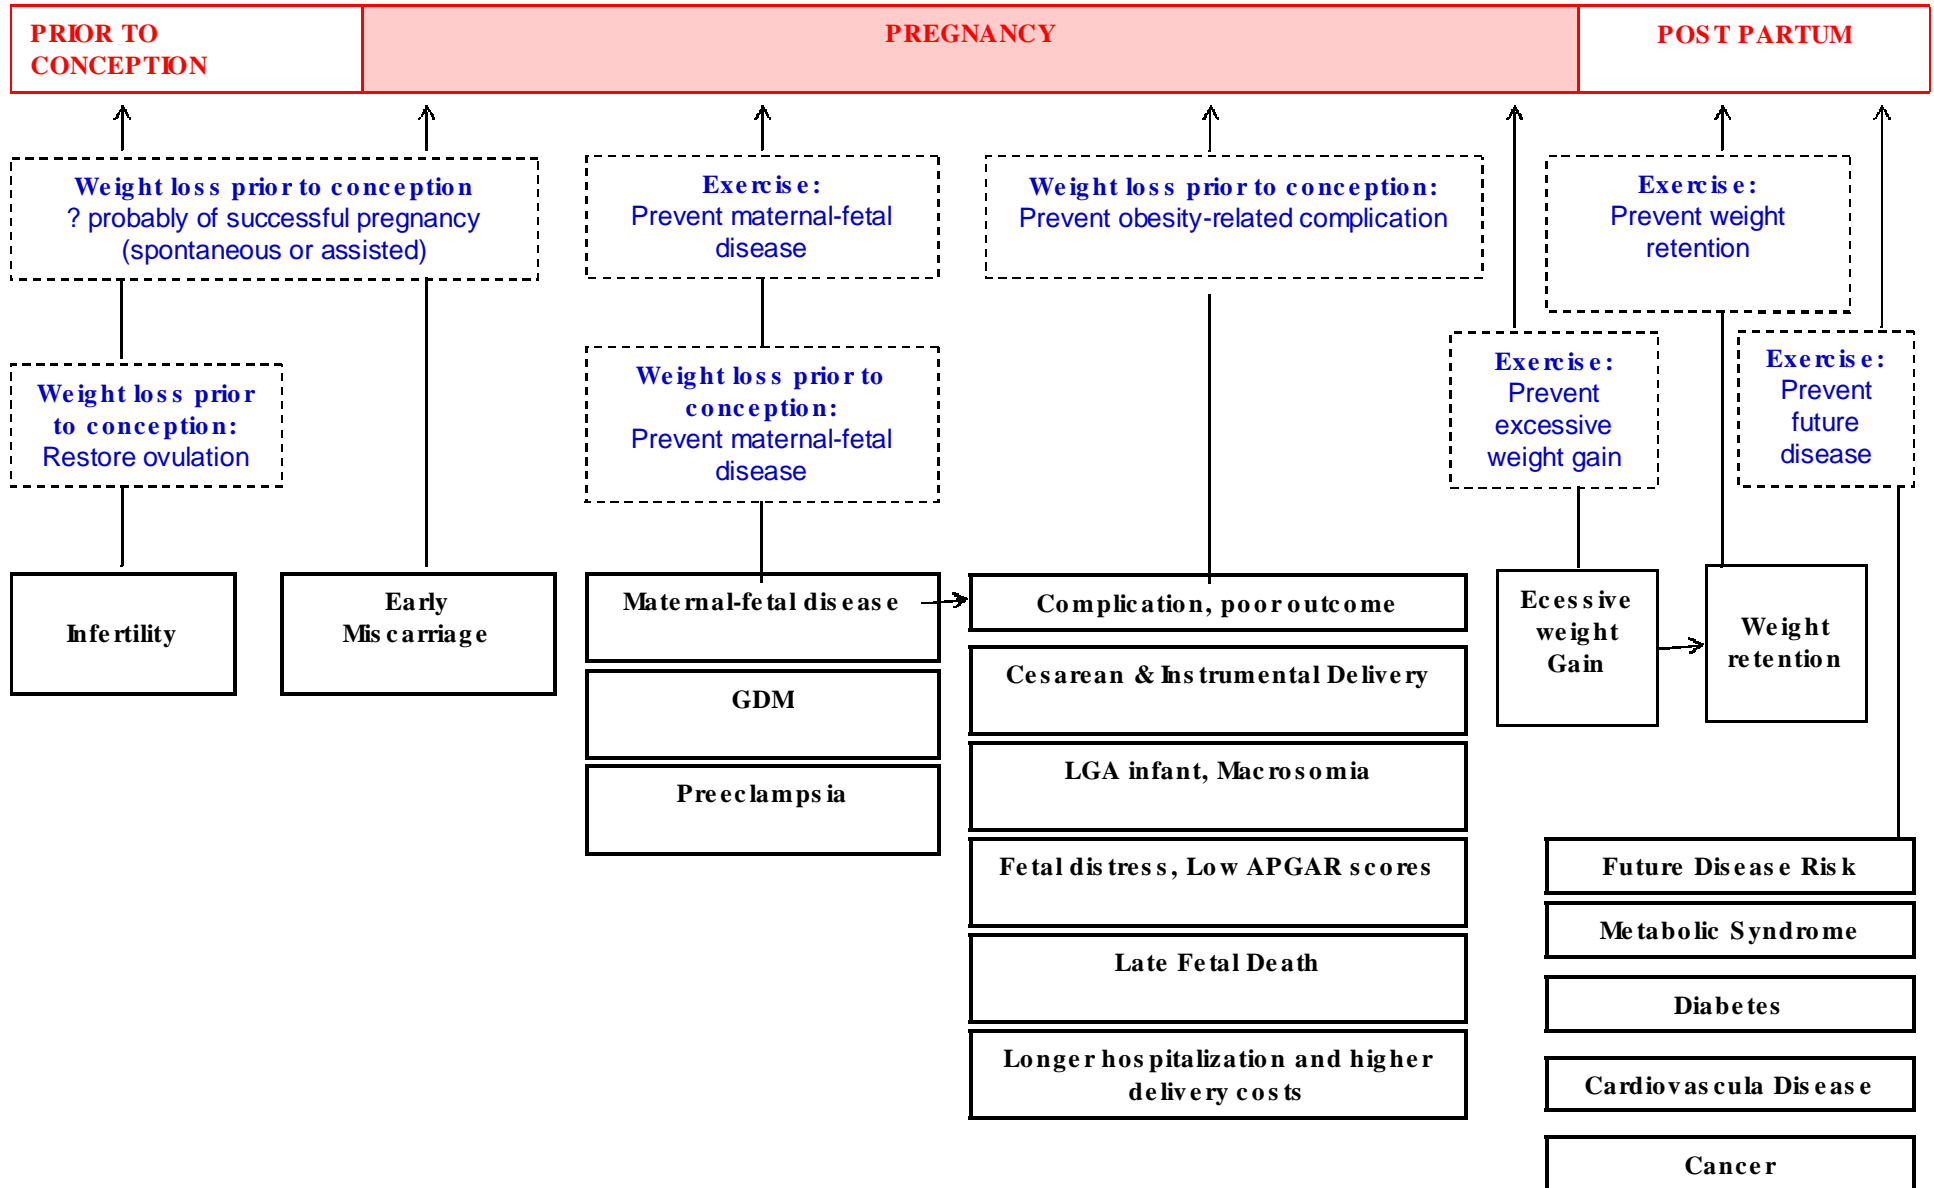 PRIOR TO
CONCEPTION
PREGNANCY
POST PARTUM
Weight loss prior to conception
? probably of successful pregnancy
(spontaneous or assisted)
Exercise:
Prevent maternal-fetal
disease
Weight loss prior to conception:
Prevent obesity-related complication
Exercise:
Prevent weight
retention
Weight loss prior
to conception:
Restore ovulation
Weight loss prior to
conception:
Prevent maternal-fetal
disease
Exercise:
Prevent
excessive
weight gain
Exercise:
Prevent
future
disease
Infertility
Early
Miscarriage
Maternal-fetal disease
GDM
Preeclampsia
Complication, poor outcome
Cesarean & Instrumental Delivery
LGA infant, Macrosomia
Fetal distress, Low APGAR scores
Late Fetal Death
Longer hospitalization and higher
delivery costs
Ecessive
weight
Gain
Weight
retention
Future Disease Risk
Metabolic Syndrome
Diabetes
Cardiovascula Disease
Cancer